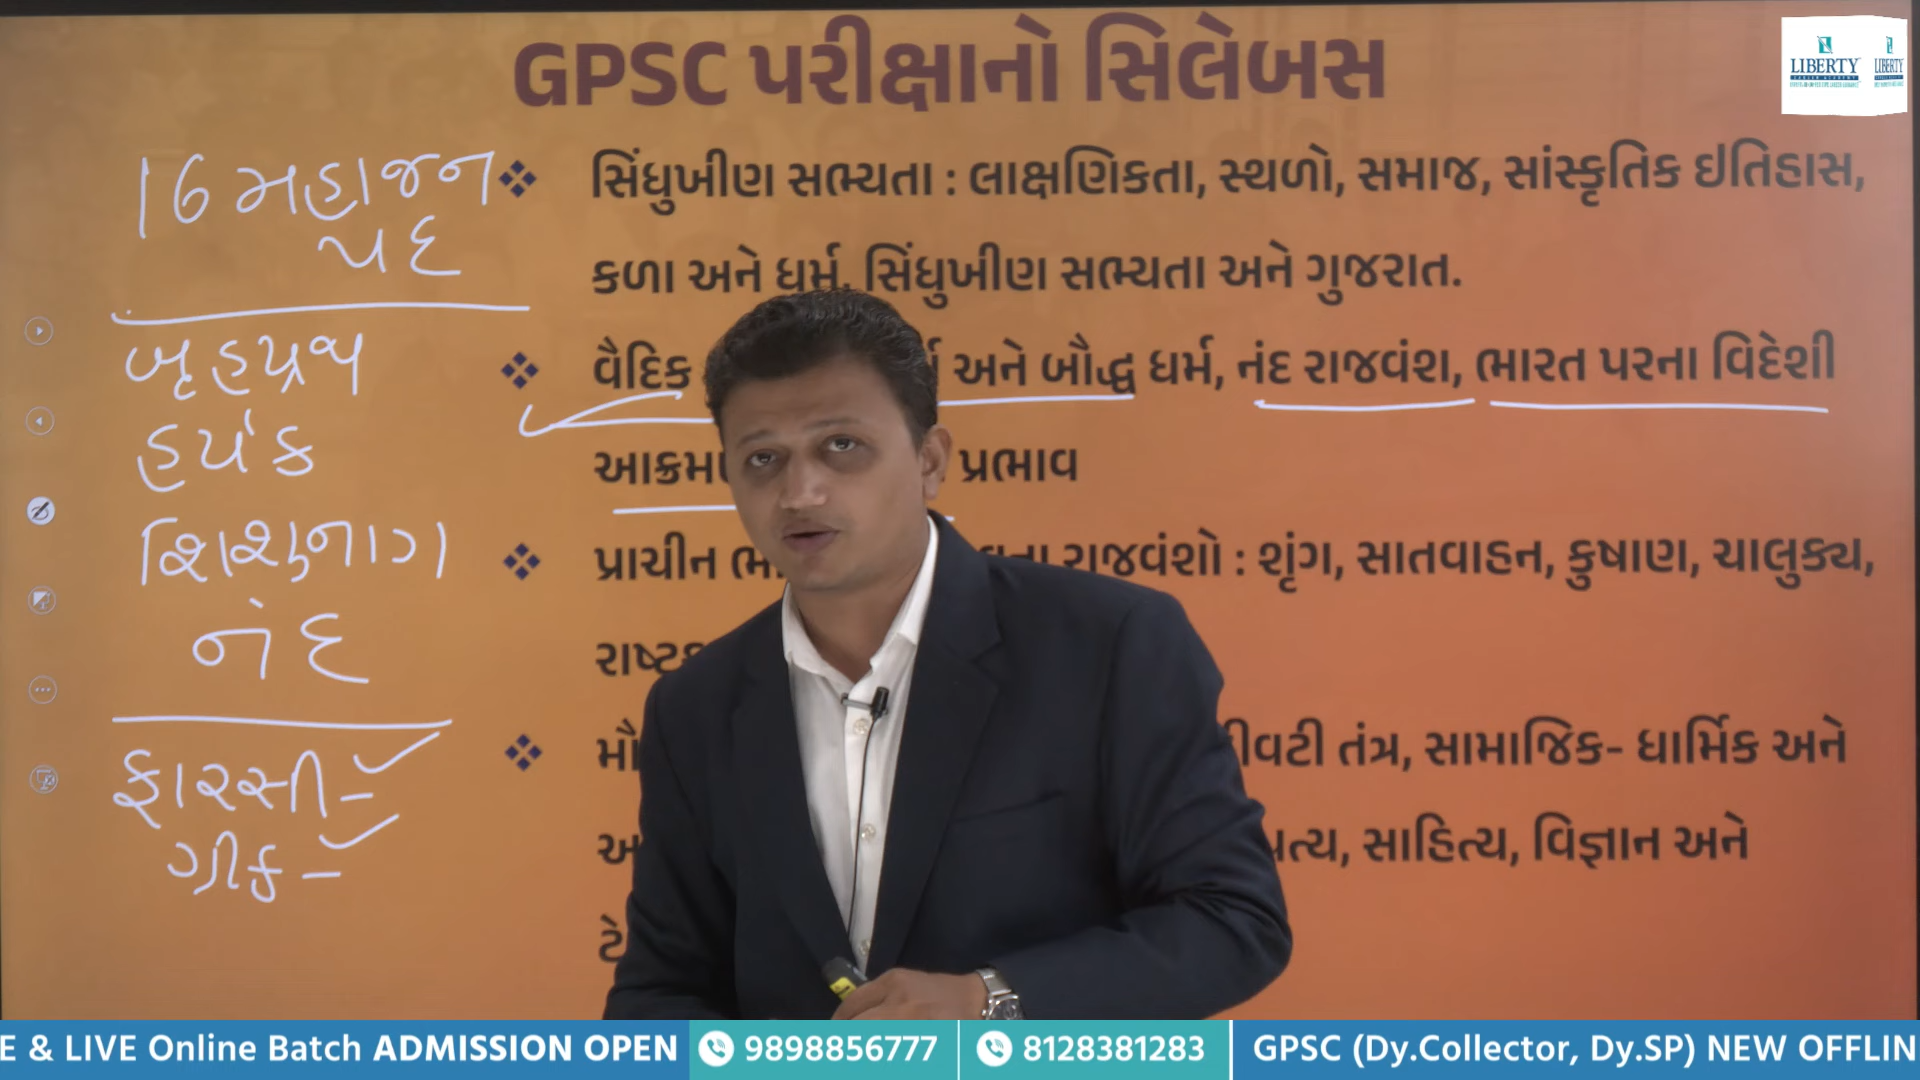 GPSC પરીક્ષાનો સિલેબસ
LIBERTY
LIBERTY
16 મહાજન
પદ
બૃહદ્રથ
હર્યંક
શિશુનાગ
નંદ
ફારસી -
ગ્રીક -
સિંધુખીણ સભ્યતા : લાક્ષણિકતા, સ્થળો, સમાજ, સાંસ્કૃતિક ઈતિહાસ,
કળા અને ધર્મ. સિંધુખીણ સભ્યતા અને ગુજરાત.
વૈદિક અને બૌદ્ધ ધર્મ, નંદ રાજવંશ, ભારત પરના વિદેશી
પ્રભાવ
પ્રાચીન રાજવંશો : શૃંગ, સાતવાહન, કુષાણ, ચાલુક્ય,
તંત્ર, સામાજિક- ધાર્મિક અને
સાહિત્ય, વિજ્ઞાન અને
E & LIVE Online Batch ADMISSION OPEN 9898856777 8128381283 GPSC (Dy.Collector, Dy.SP) NEW OFFLIN